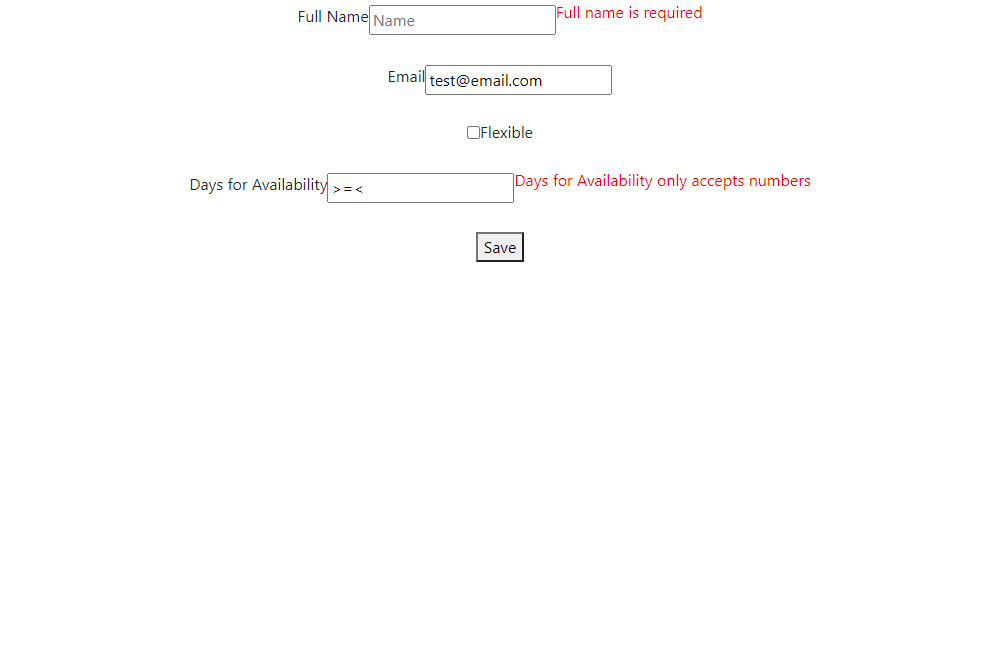 Full Name Name Full name is required
Email test@email.com
Flexible
Days for Availability >=< Days for Availability only accepts numbers
Save